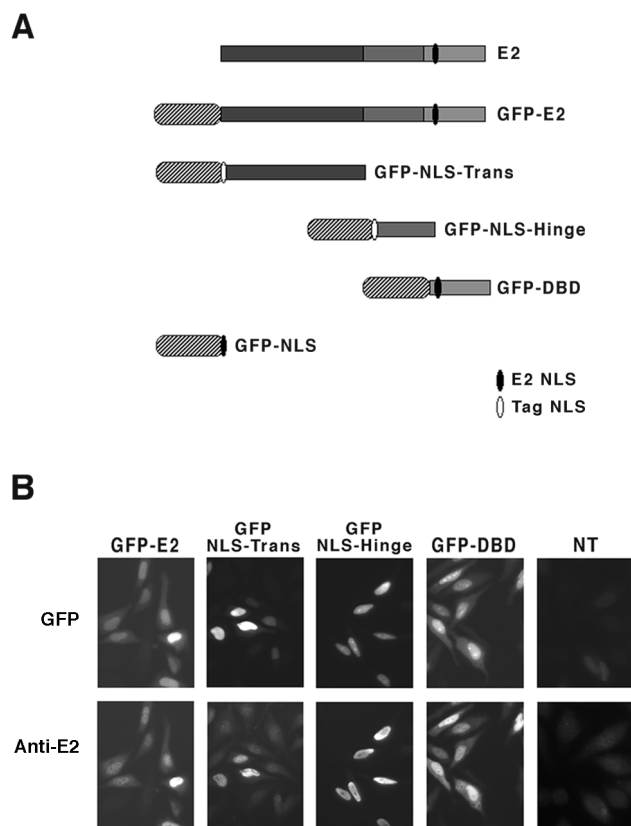 A
E2
GFP-E2
GFP-NLS-Trans
GFP-NLS-Hinge
GFP-DBD
GFP-NLS
E2 NLS
Tag NLS
B
GFP-E2
GFP
NLS-Trans
GFP
NLS-Hinge
GFP-DBD
NT
GFP
Anti-E2